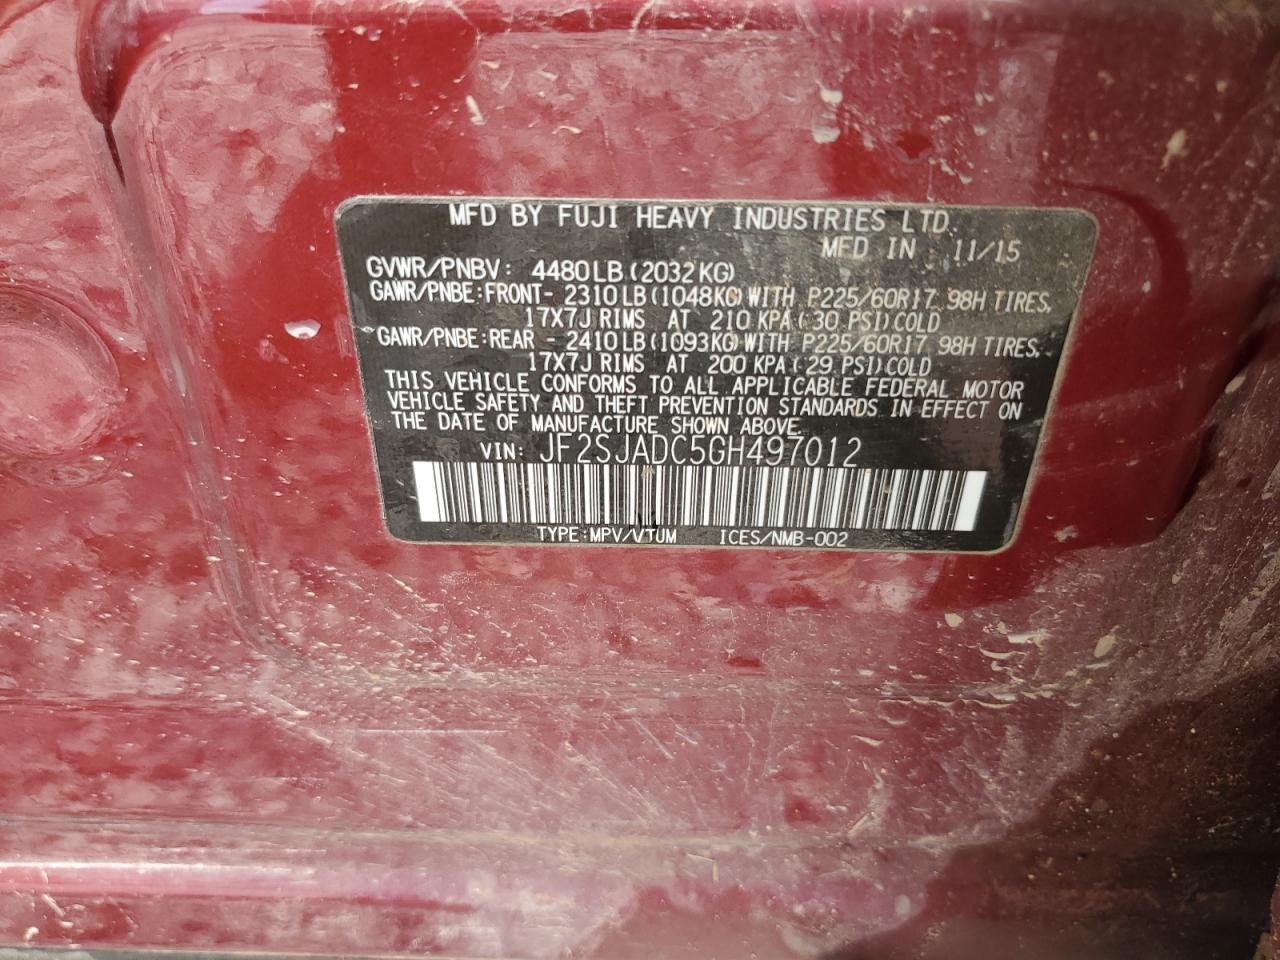 MFD BY FUJI HEAVY INDUSTRIES LTD.
MFD IN : 11/15
GVWR/PNBV: 4480LB(2032KG)
GAWR/PNBE:FRONT- 2310LB(1048KG)WITH P225/60R17 98H TIRES,
17X7J RIMS AT 210 KPA(30 PSI)COLD
GAWR/PNBE:REAR - 2410LB(1093KG)WITH P225/60R17 98H TIRES,
17X7J RIMS AT 200 KPA(29 PSI)COLD
THIS VEHICLE CONFORMS TO ALL APPLICABLE FEDERAL MOTOR
VEHICLE SAFETY AND THEFT PREVENTION STANDARDS IN EFFECT ON
THE DATE OF MANUFACTURE SHOWN ABOVE.
VIN: JF2SJADC5GH497012
TYPE:MPV/VTUM ICES/NMB-002